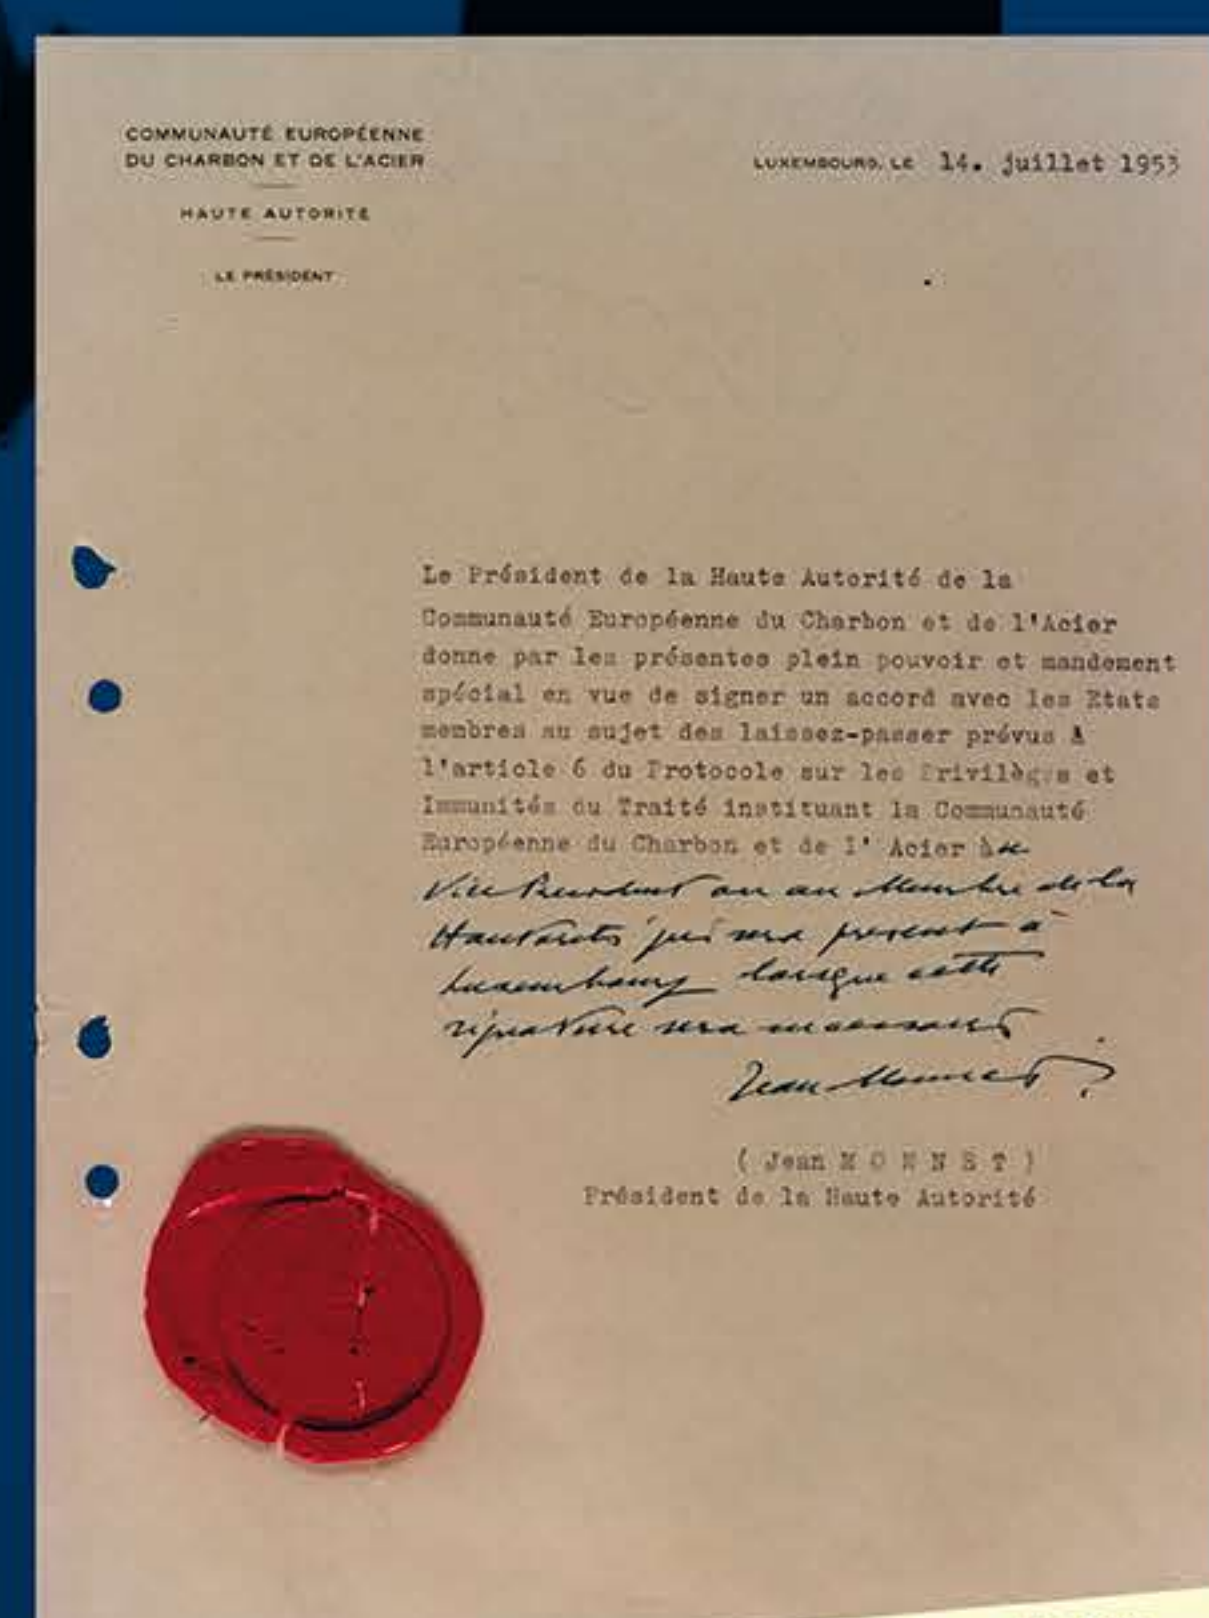 COMMUNAUTÉ EUROPÉENNE
DU CHARBON ET DE L'ACIER
HAUTE AUTORITÉ
LE PRÉSIDENT
LUXEMBOURG, LE 14. juillet 1953
Le Président de la Haute Autorité de la
Communauté Européenne du Charbon et de l'Acier
donne par les présentes plein pouvoir et mandement
spécial en vue de signer un accord avec les Etats
membres au sujet des laissez-passer prévus à
l'article 6 du Protocole sur les Privilèges et
Immunités du Traité instituant la Communauté
Européenne du Charbon et de l' Acier au
Vice Président ou au Membre de la
Haute Autorité qui sera présent à
Luxembourg lorsque cette
signature sera nécessaire
Jean Monnet
( Jean M O N N E T )
Président de la Haute Autorité